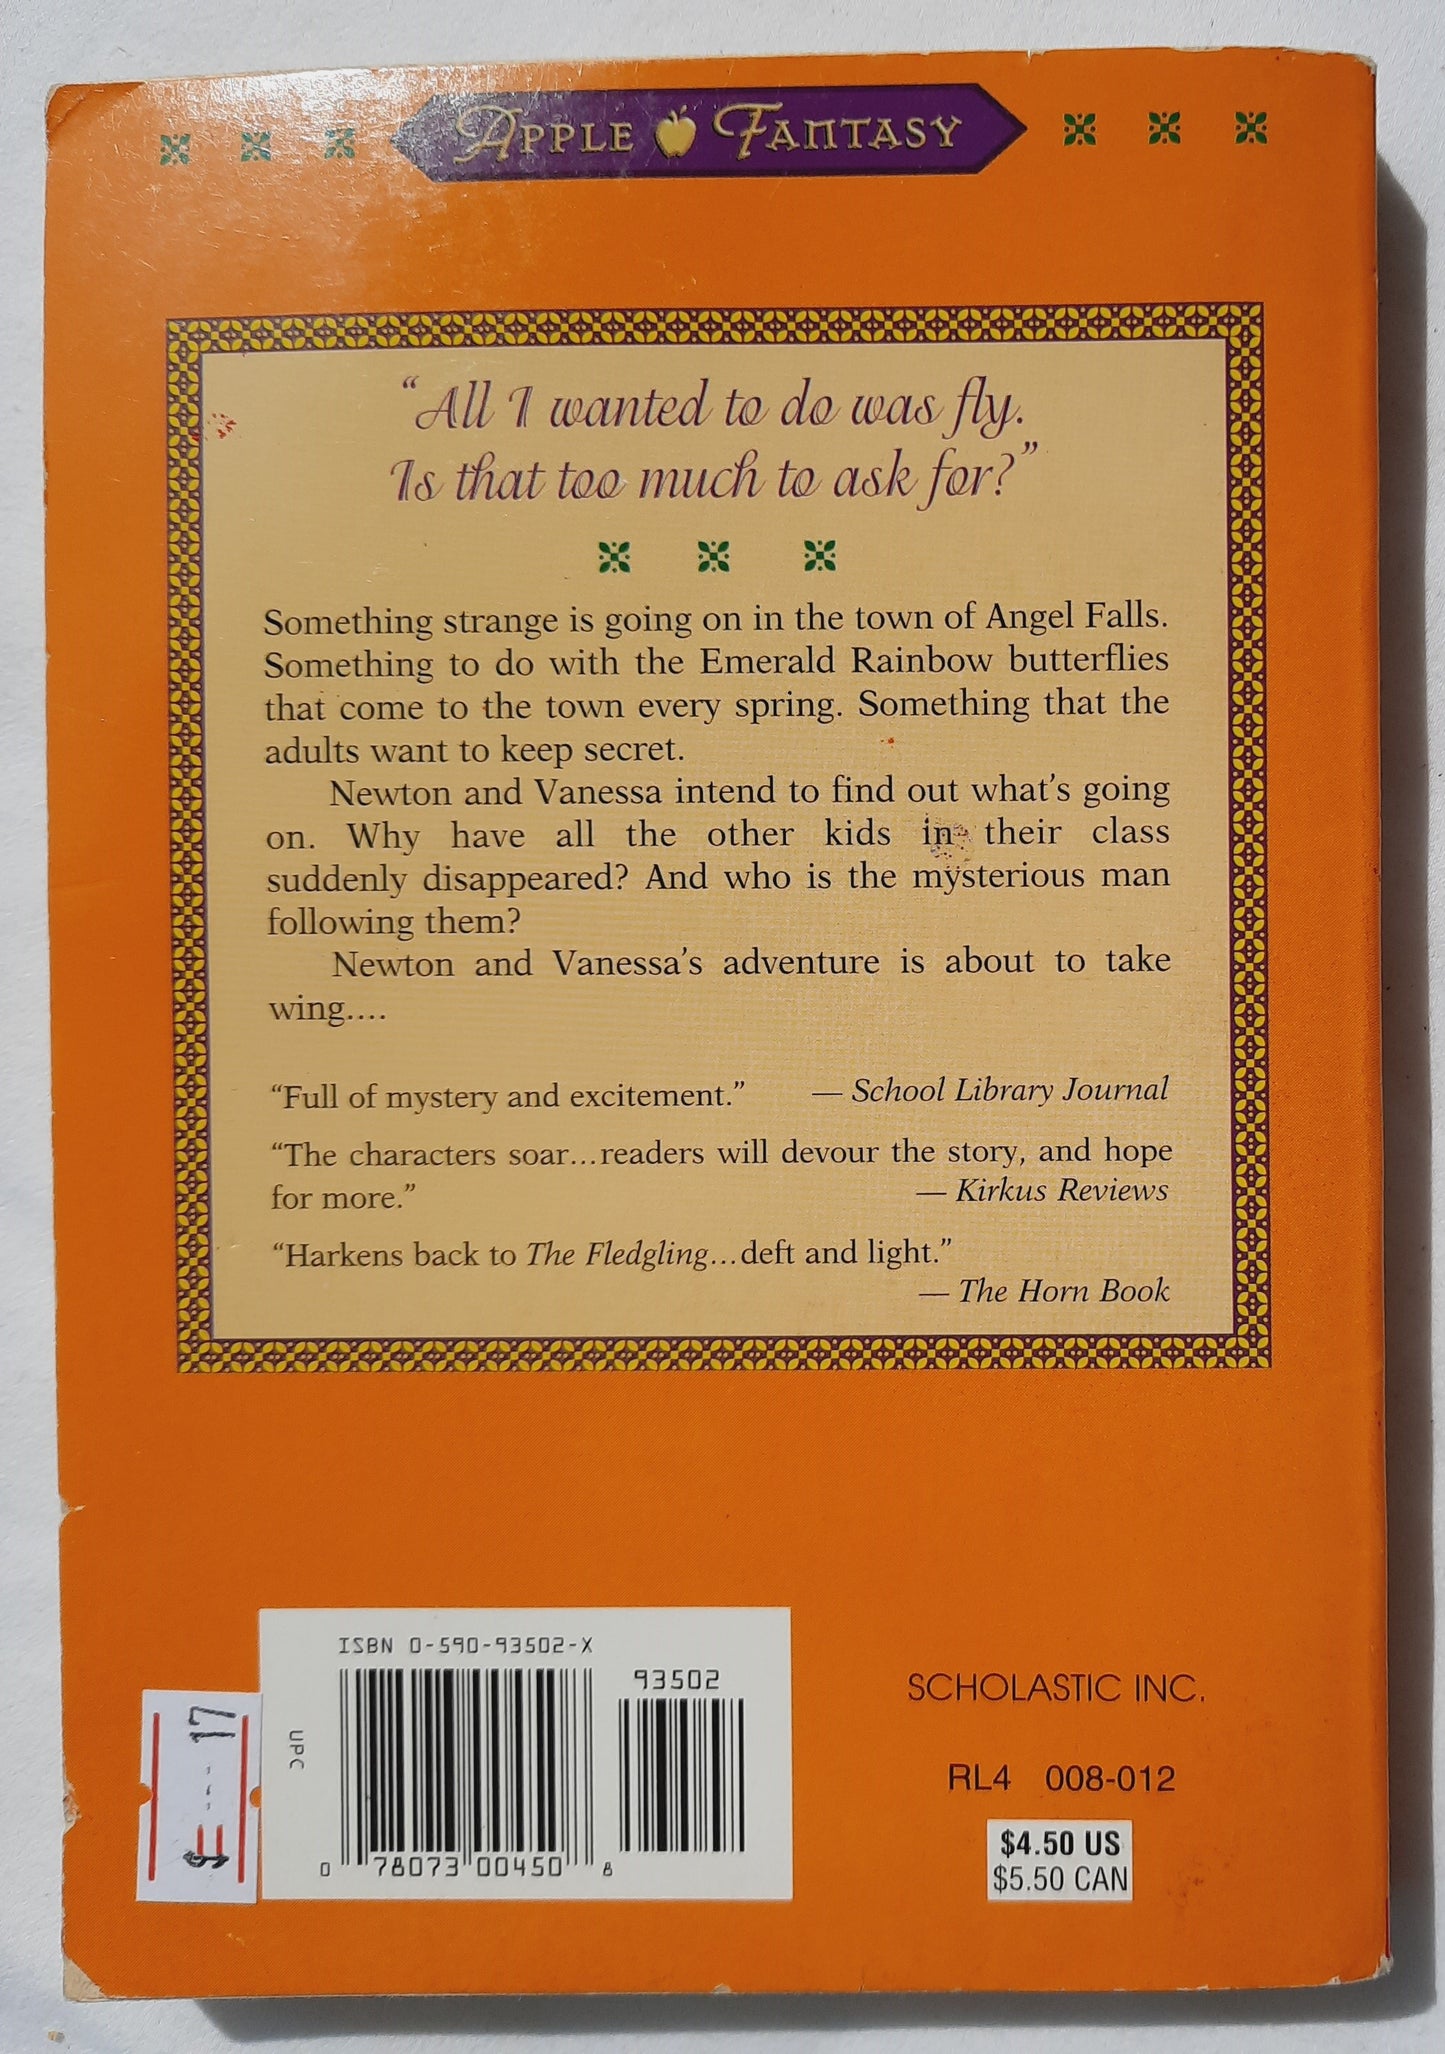 APPLE FANTASY
“All I wanted to do was fly.
Is that too much to ask for?”
Something strange is going on in the town of Angel Falls.
Something to do with the Emerald Rainbow butterflies
that come to the town every spring. Something that the
adults want to keep secret.
Newton and Vanessa intend to find out what’s going
on. Why have all the other kids in their class
suddenly disappeared? And who is the mysterious man
following them?
Newton and Vanessa’s adventure is about to take
wing....
“Full of mystery and excitement.” — School Library Journal
“The characters soar...readers will devour the story, and hope
for more.” — Kirkus Reviews
“Harkens back to The Fledgling...deft and light.”
— The Horn Book
ISBN 0-590-93502-X
93502
UPC
0 78073 00450 8
$ -- -- 17
SCHOLASTIC INC.
RL4 008-012
$4.50 US
$5.50 CAN